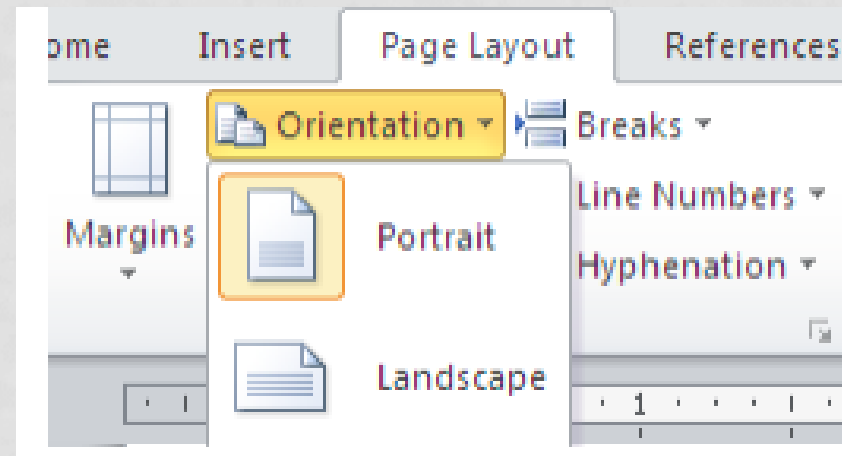 ome Insert Page Layout References
Orientation Breaks
Line Numbers
Margins
Portrait
Hyphenation
Landscape
1